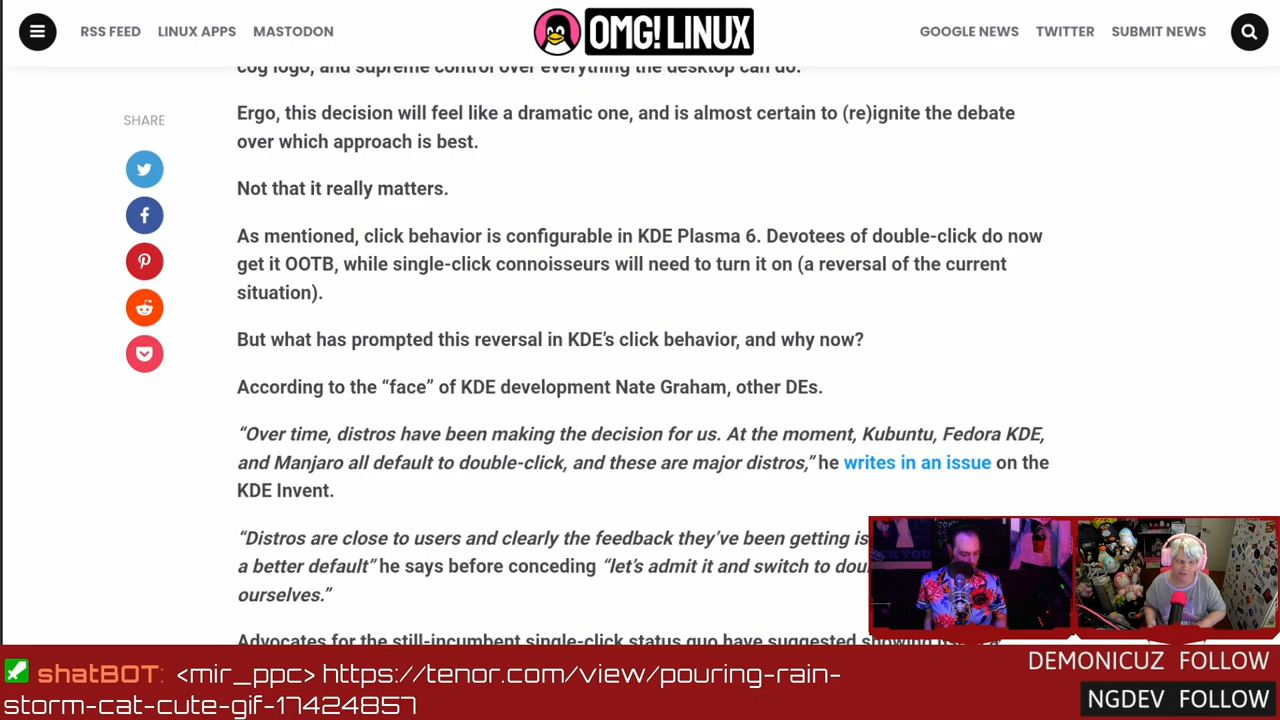 RSS FEED LINUX APPS MASTODON OMG! LINUX GOOGLE NEWS TWITTER SUBMIT NEWS
cog logo, and supreme control over everything the desktop can do.
SHARE
Ergo, this decision will feel like a dramatic one, and is almost certain to (re)ignite the debate
over which approach is best.
Not that it really matters.
As mentioned, click behavior is configurable in KDE Plasma 6. Devotees of double-click do now
get it OOTB, while single-click connoisseurs will need to turn it on (a reversal of the current
situation).
But what has prompted this reversal in KDE’s click behavior, and why now?
According to the “face” of KDE development Nate Graham, other DEs.
“Over time, distros have been making the decision for us. At the moment, Kubuntu, Fedora KDE,
and Manjaro all default to double-click, and these are major distros,” he writes in an issue on the
KDE Invent.
“Distros are close to users and clearly the feedback they’ve been getting is
a better default” he says before conceding “let’s admit it and switch to dou
ourselves.”
Advocates for the still-incumbent single-click status quo have suggested showing
shatBOT: <mir_ppc> https://tenor.com/view/pouring-rain-
storm-cat-cute-gif-17424857
DEMONICUZ FOLLOW
NGDEV FOLLOW